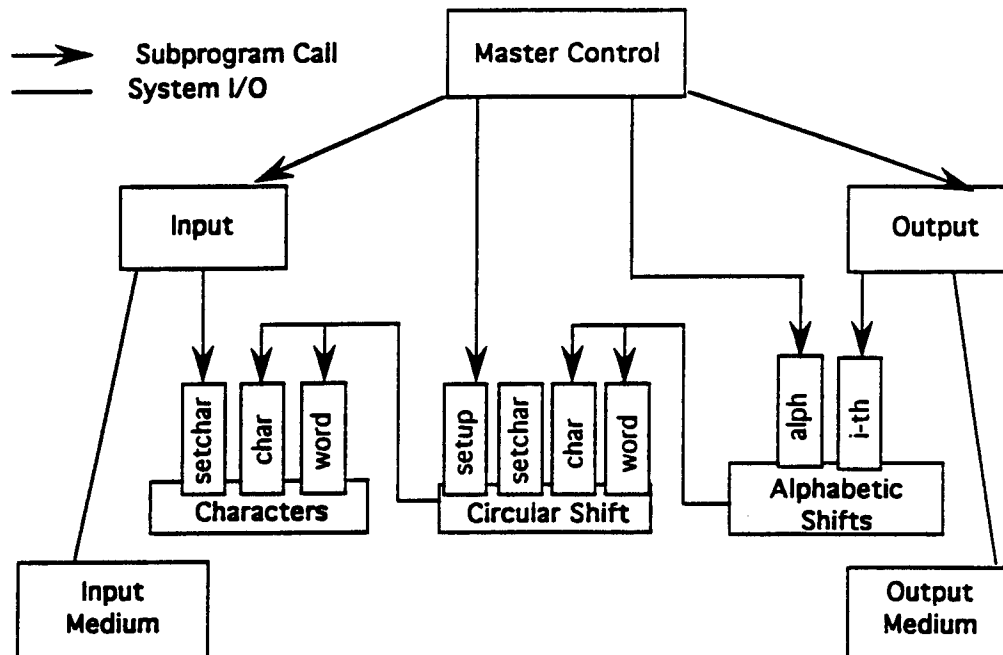 Subprogram Call
System I/O
Master Control
Input
Output
setchar
char
word
setup
setchar
char
word
alph
i-th
Characters
Circular Shift
Alphabetic
Shifts
Input
Medium
Output
Medium